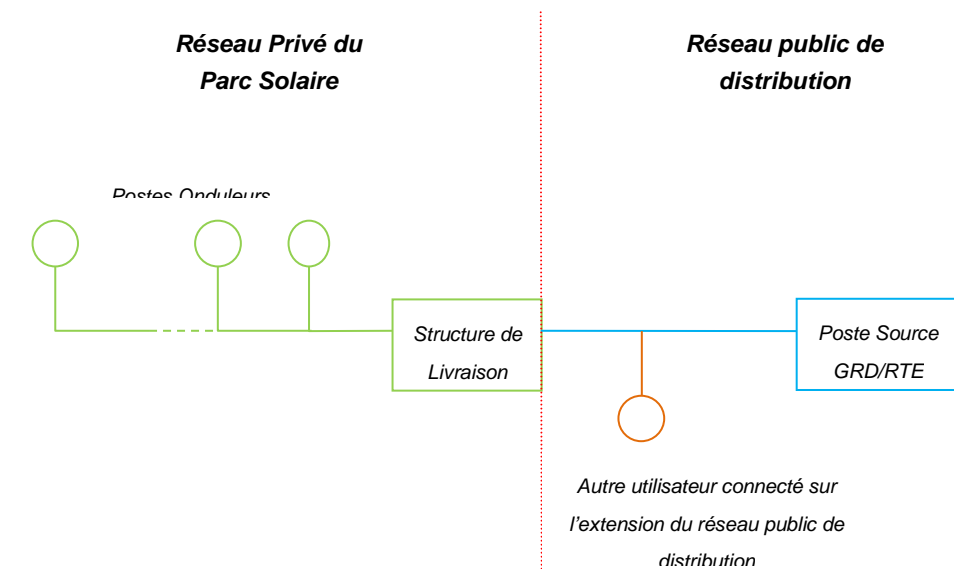 Réseau Privé du
Parc Solaire
Réseau public de
distribution
Postes Onduleurs
Structure de
Livraison
Poste Source
GRD/RTE
Autre utilisateur connecté sur
l'extension du réseau public de
distribution